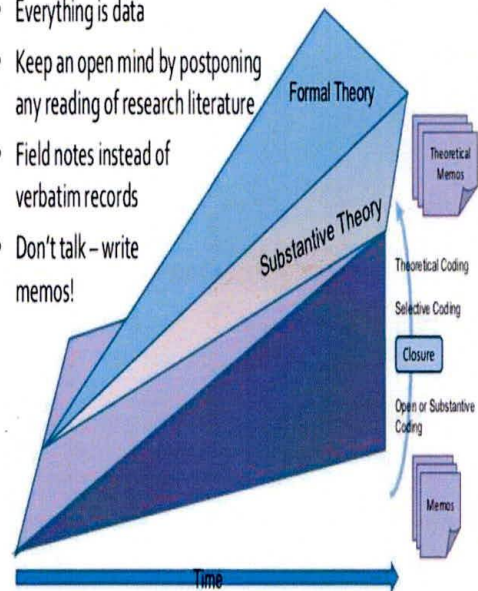 Everything is data
Keep an open mind by postponing
any reading of research literature
Field notes instead of
verbatim records
Don't talk – write
memos!
Formal Theory
Substantive Theory
Theoretical
Memos
Theoretical Coding
Selective Coding
Closure
Open or Substantive
Coding
Memos
Time